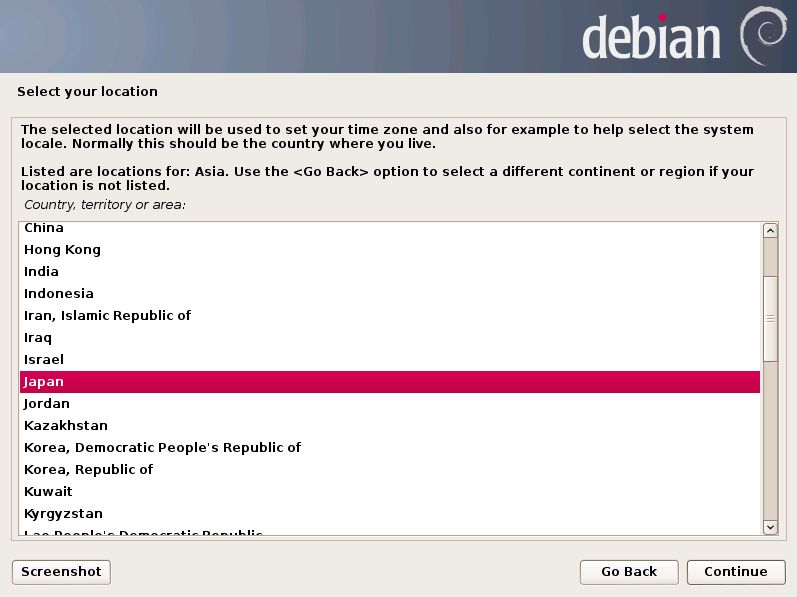 debian
Select your location
The selected location will be used to set your time zone and also for example to help select the system
locale. Normally this should be the country where you live.
Listed are locations for: Asia. Use the <Go Back> option to select a different continent or region if your
location is not listed.
Country, territory or area:
China
Hong Kong
India
Indonesia
Iran, Islamic Republic of
Iraq
Israel
Japan
Jordan
Kazakhstan
Korea, Democratic People's Republic of
Korea, Republic of
Kuwait
Kyrgyzstan
Lao People's Democratic Republic
Screenshot
Go Back
Continue